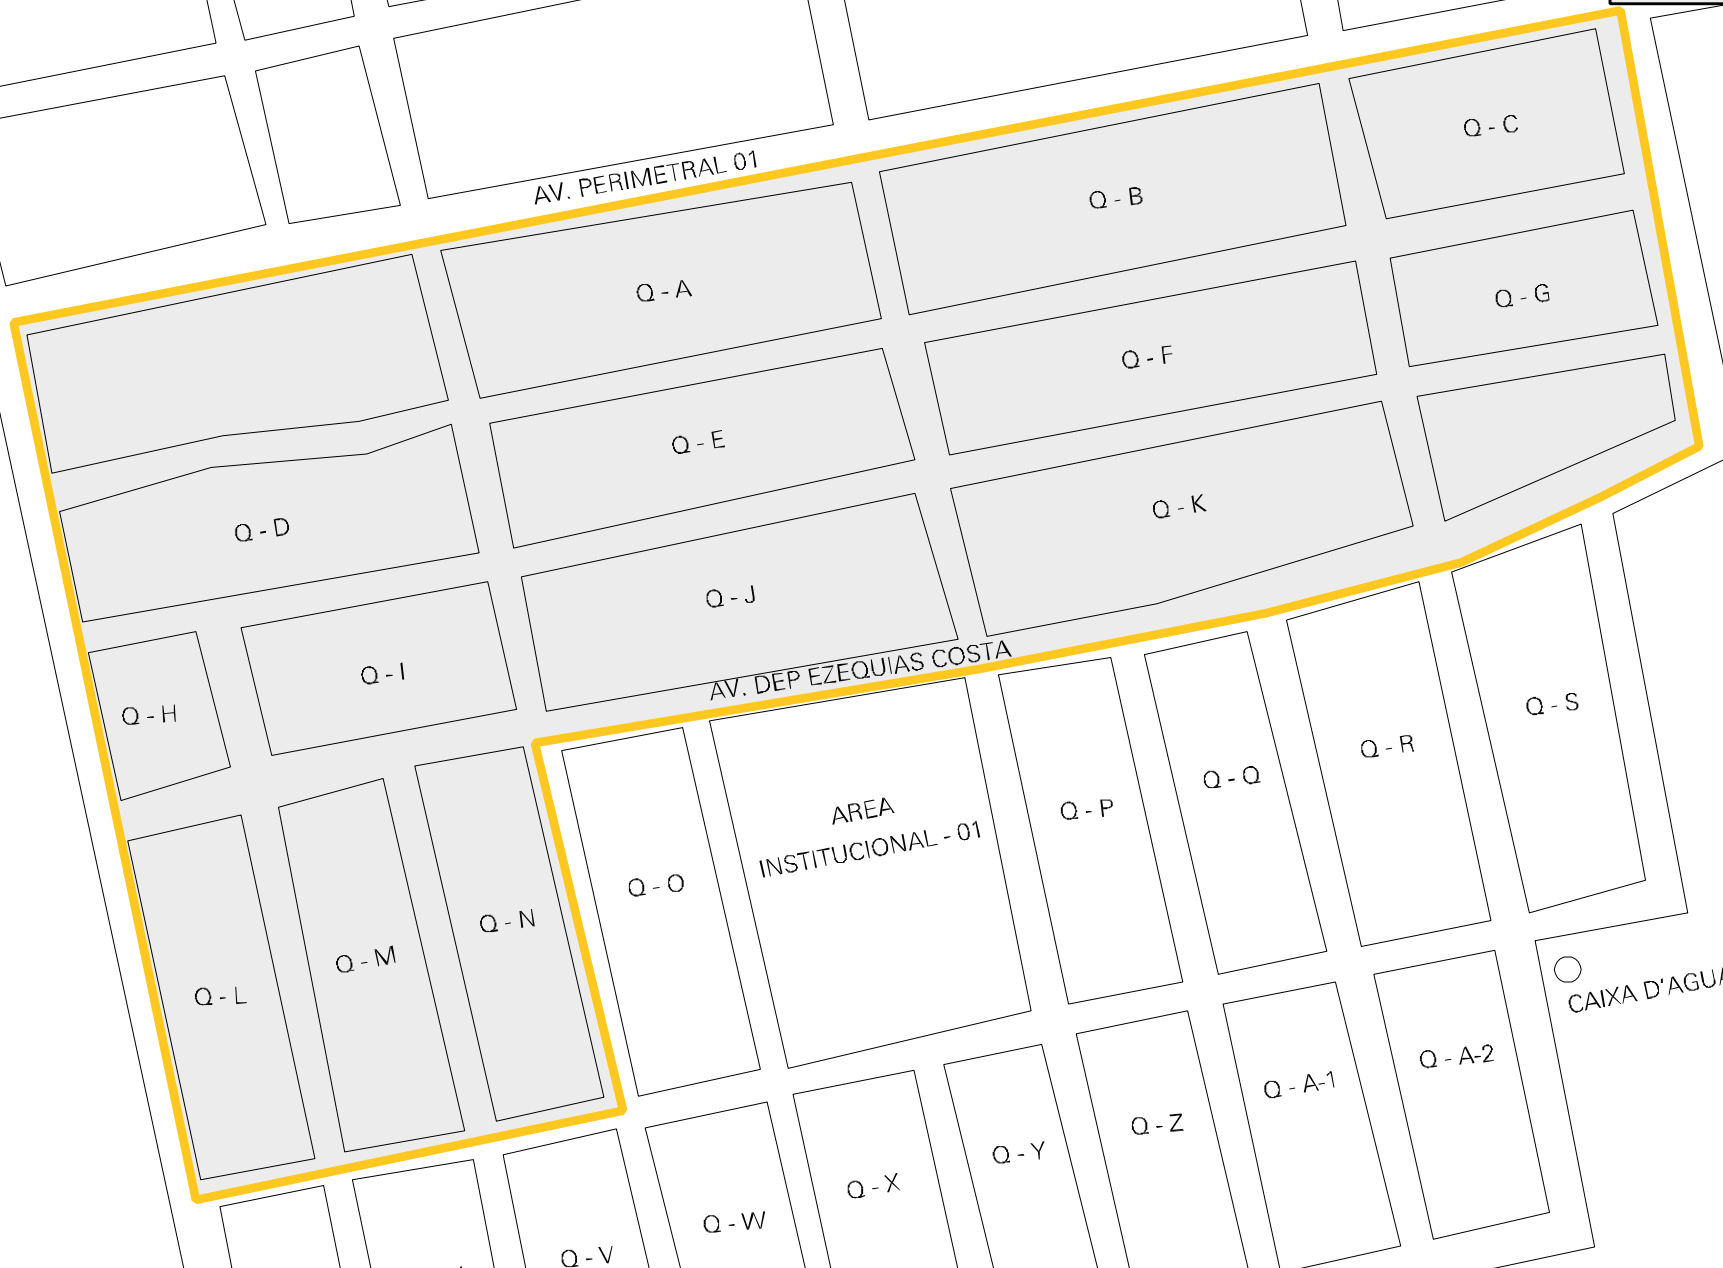 AV. PERIMETRAL 01
Q - C
Q - B
Q - A
Q - G
Q - F
Q - E
Q - K
Q - D
Q - J
Q - I
Q - H
AV. DEP EZEQUIAS COSTA
Q - S
Q - R
Q - Q
Q - P
AREA
INSTITUCIONAL - 01
Q - O
Q - N
Q - M
Q - L
CAIXA D'AGUA
Q - A-2
Q - A-1
Q - Z
Q - Y
Q - X
Q - W
Q - V